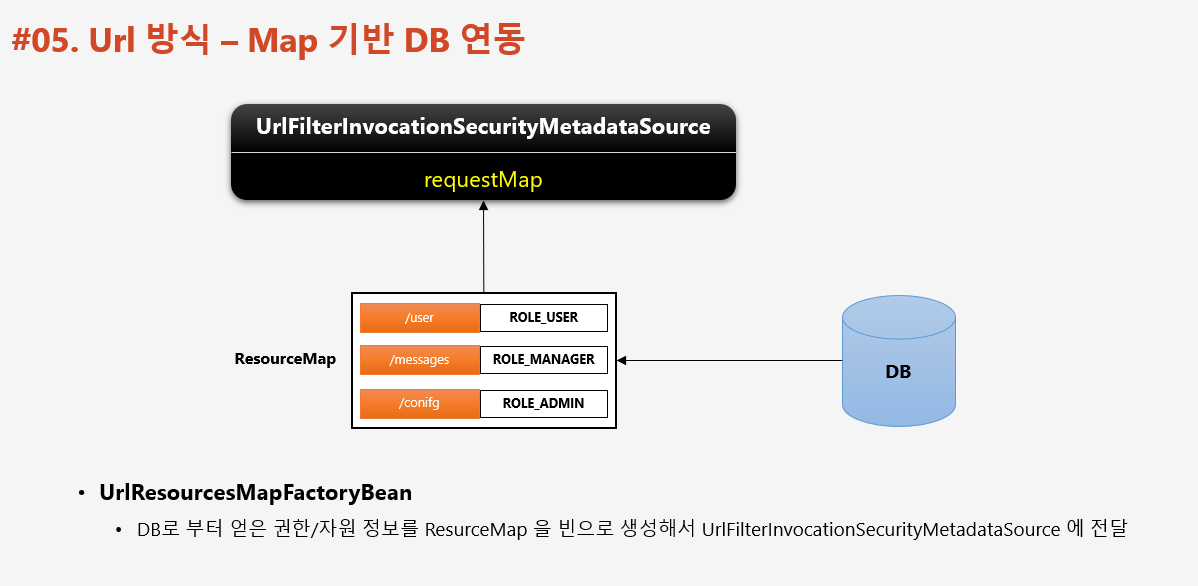 #05. Url 방식 – Map 기반 DB 연동
UrlFilterInvocationSecurityMetadataSource
requestMap
/user ROLE_USER
ResourceMap /messages ROLE_MANAGER
/conifg ROLE_ADMIN
DB
• UrlResourcesMapFactoryBean
• DB로 부터 얻은 권한/자원 정보를 ResurceMap 을 빈으로 생성해서 UrlFilterInvocationSecurityMetadataSource 에 전달